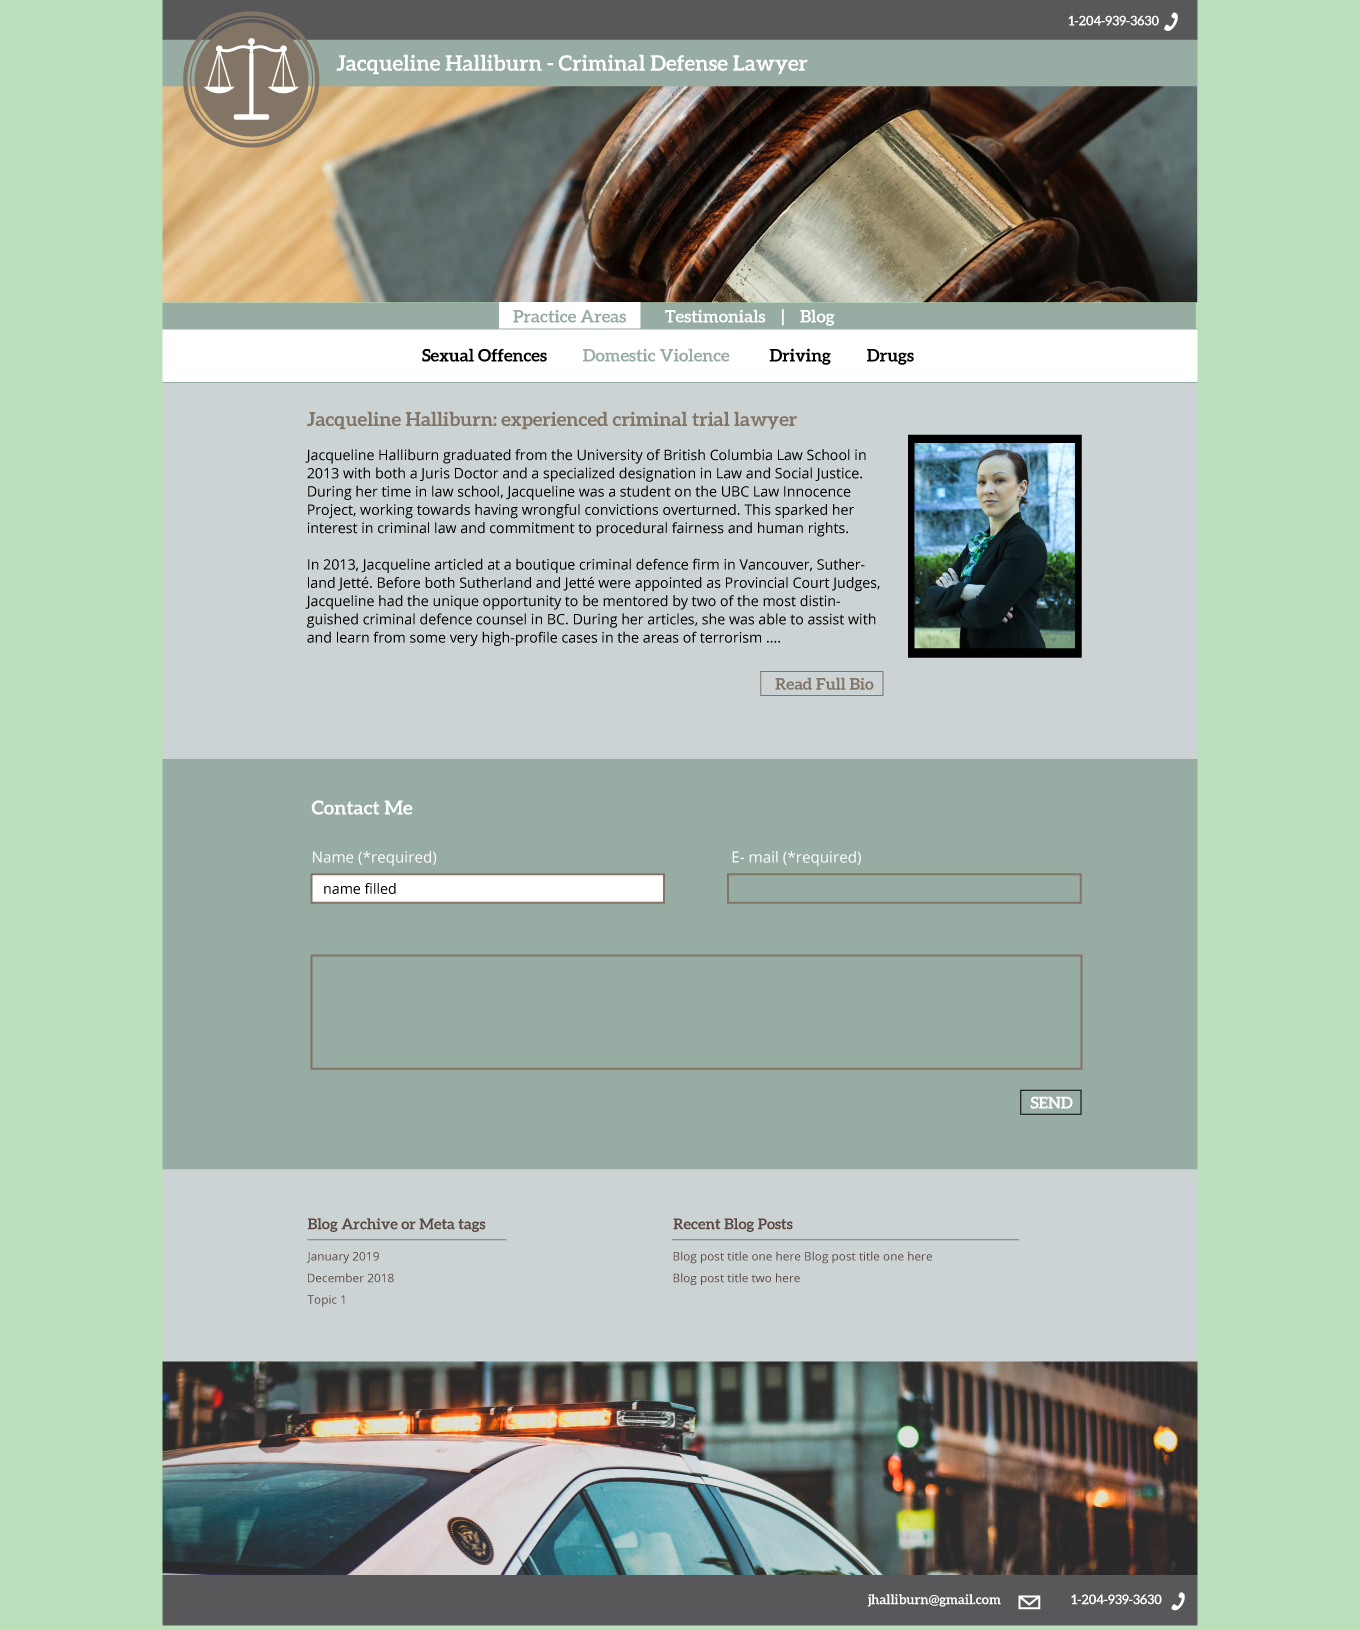 1-204-939-3630
Jacqueline Halliburn - Criminal Defense Lawyer
Practice Areas Testimonials | Blog
Sexual Offences Domestic Violence Driving Drugs
Jacqueline Halliburn: experienced criminal trial lawyer
Jacqueline Halliburn graduated from the University of British Columbia Law School in
2013 with both a Juris Doctor and a specialized designation in Law and Social Justice.
During her time in law school, Jacqueline was a student on the UBC Law Innocence
Project, working towards having wrongful convictions overturned. This sparked her
interest in criminal law and commitment to procedural fairness and human rights.
In 2013, Jacqueline articled at a boutique criminal defence firm in Vancouver, Suther-
land Jetté. Before both Sutherland and Jetté were appointed as Provincial Court Judges,
Jacqueline had the unique opportunity to be mentored by two of the most distin-
guished criminal defence counsel in BC. During her articles, she was able to assist with
and learn from some very high-profile cases in the areas of terrorism ....
Read Full Bio
Contact Me
Name (*required) E- mail (*required)
name filled
SEND
Blog Archive or Meta tags
January 2019
December 2018
Topic 1
Recent Blog Posts
Blog post title one here Blog post title one here
Blog post title two here
jhalliburn@gmail.com 1-204-939-3630